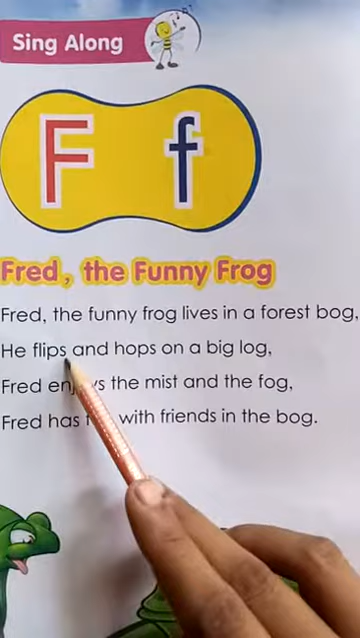 Sing Along
F f
Fred, the Funny Frog
Fred, the funny frog lives in a forest bog,
He flips and hops on a big log,
Fred enjoys the mist and the fog,
Fred has with friends in the bog.